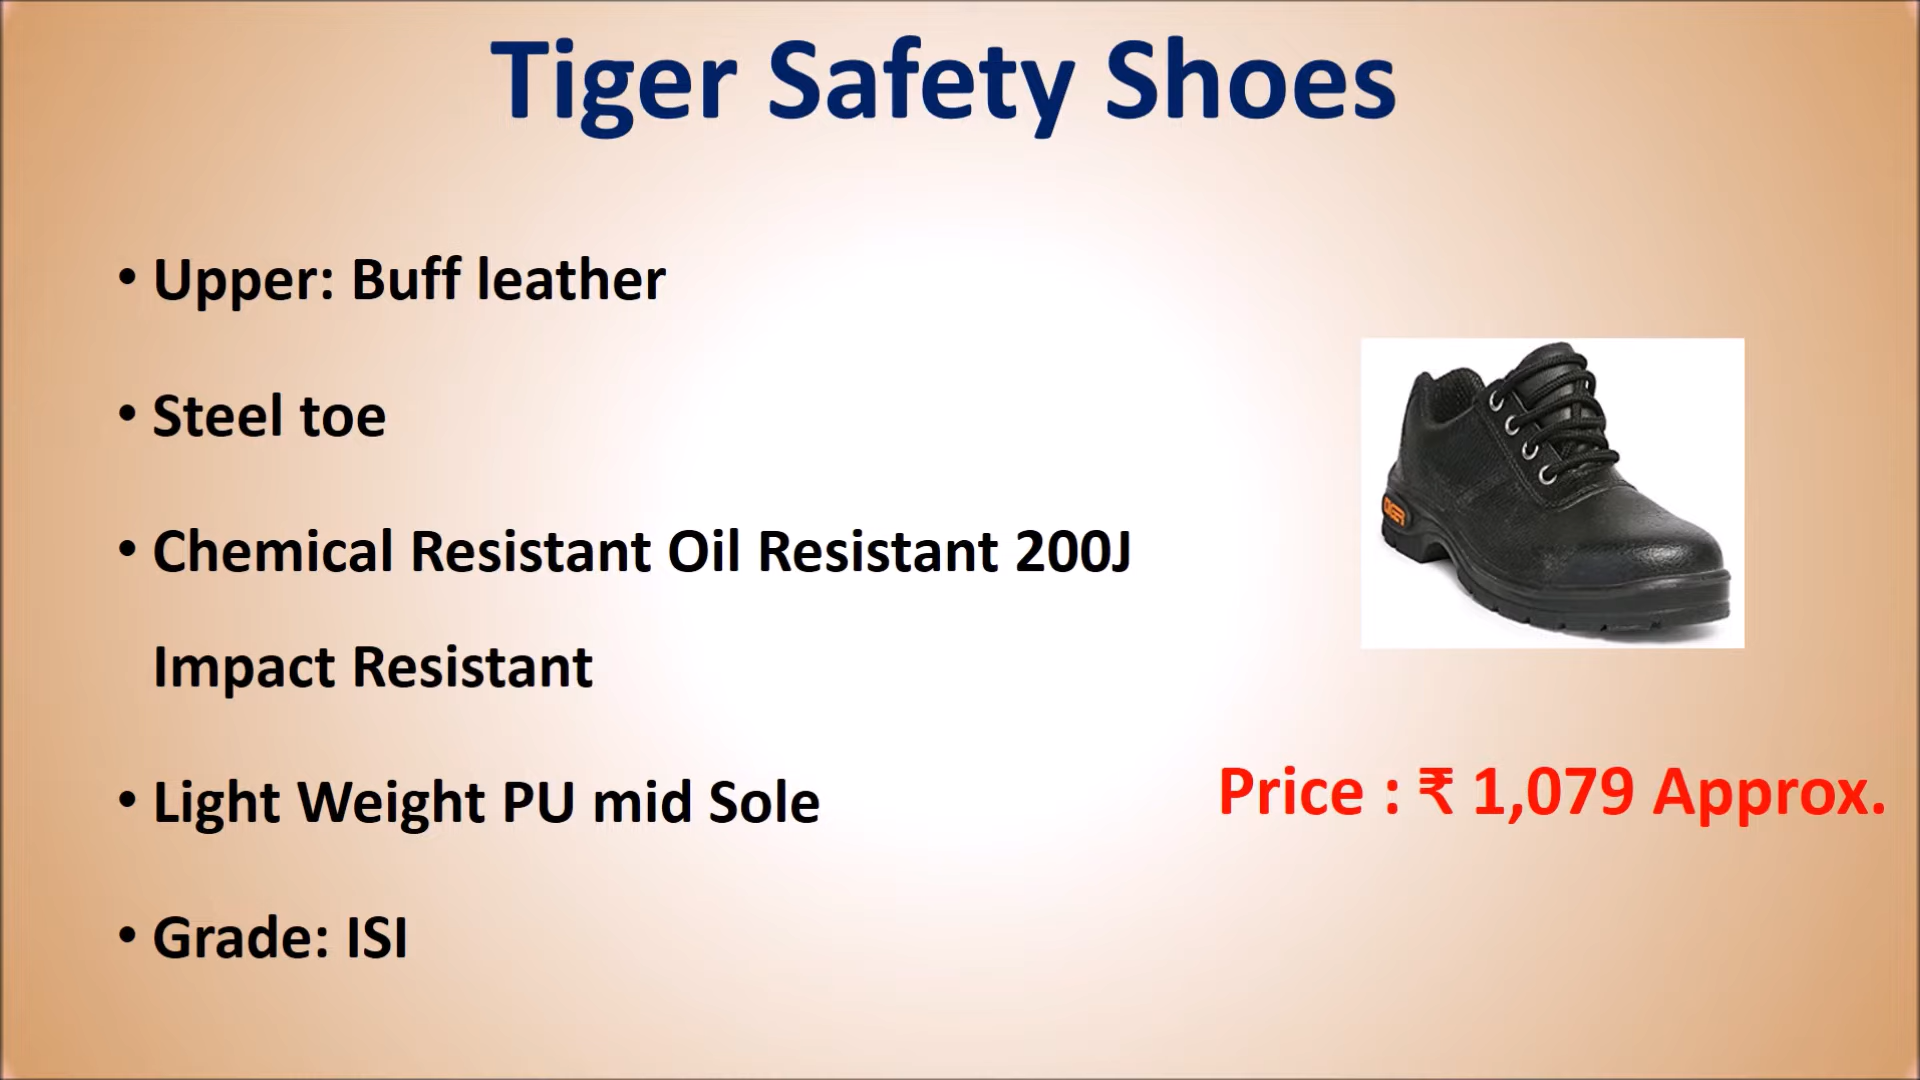 Tiger Safety Shoes
• Upper: Buff leather
• Steel toe
• Chemical Resistant Oil Resistant 200J
Impact Resistant
• Light Weight PU mid Sole
• Grade: ISI
Price : ₹ 1,079 Approx.